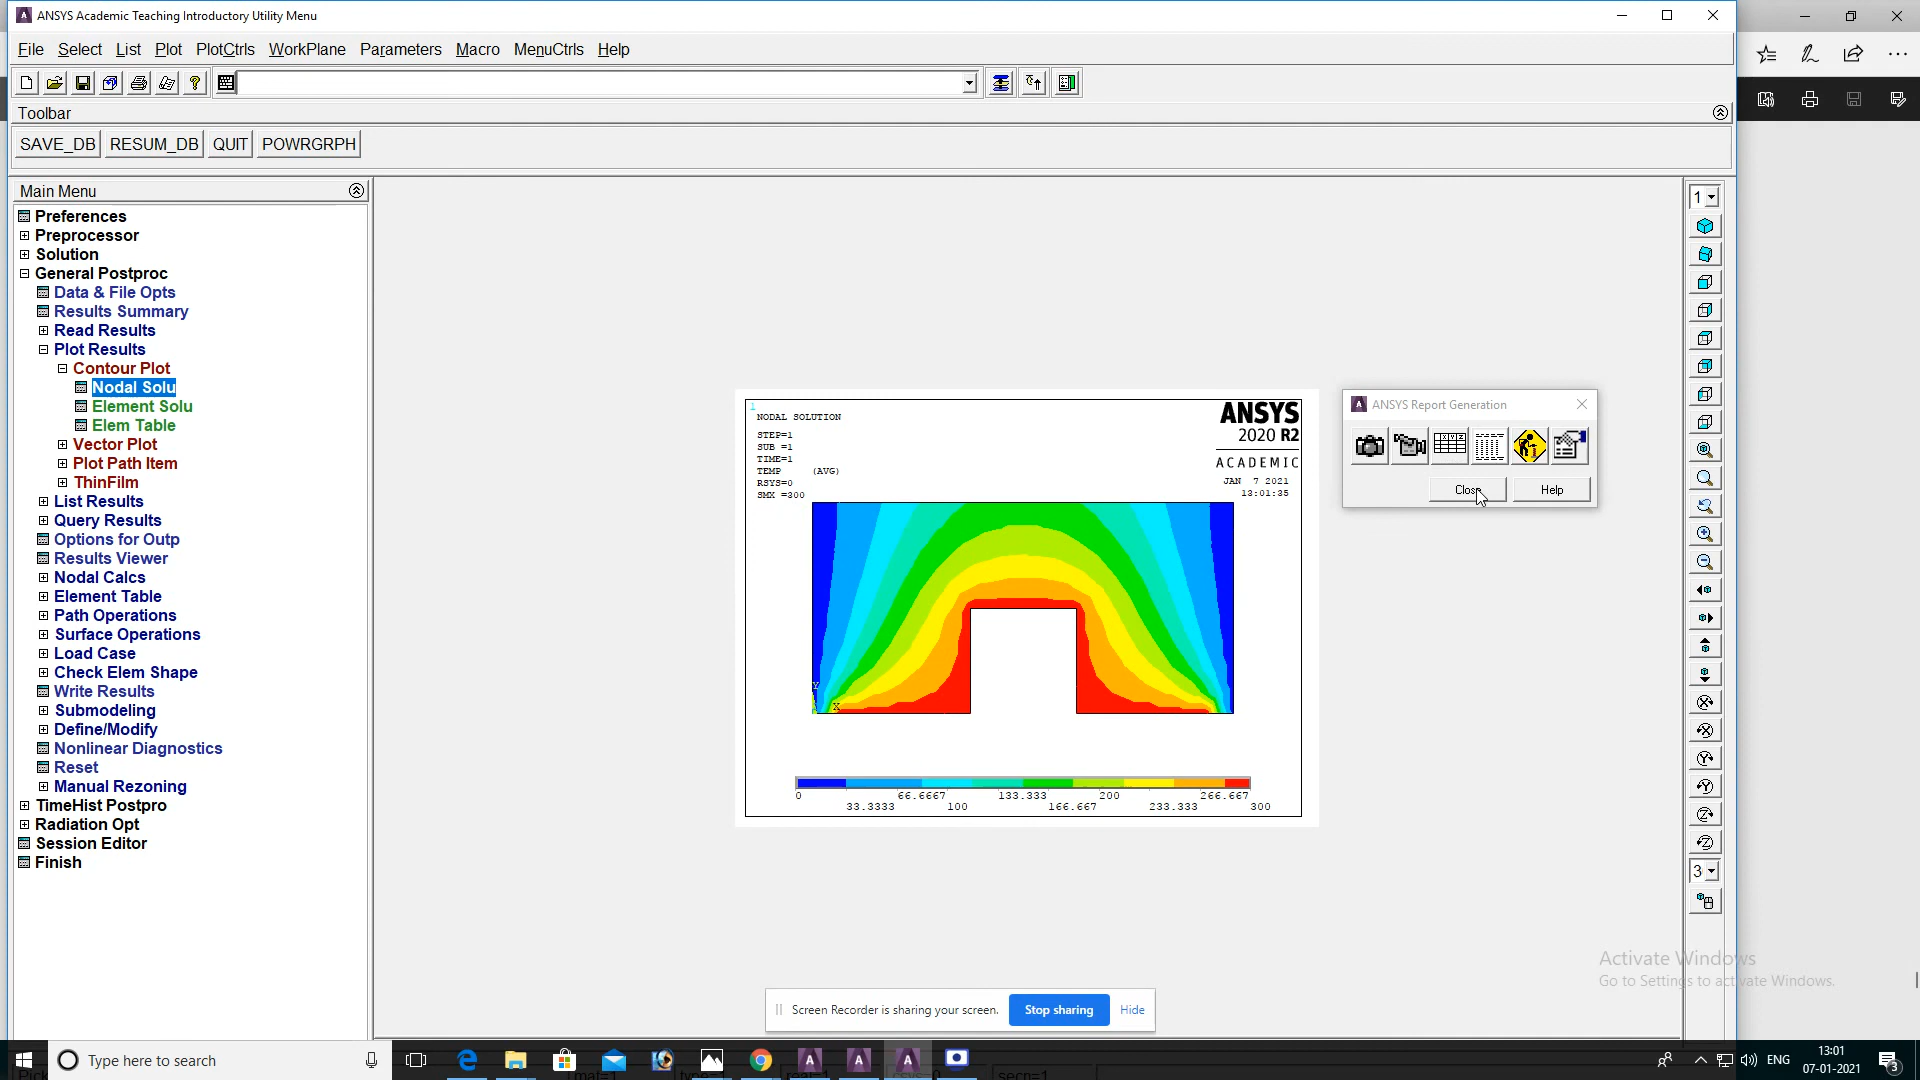 ANSYS Academic Teaching Introductory Utility Menu
File Select List Plot PlotCtrls WorkPlane Parameters Macro MenuCtrls Help
Toolbar
SAVE_DB RESUM_DB QUIT POWRGRPH
Main Menu
Preferences
Preprocessor
Solution
General Postproc
Data & File Opts
Results Summary
Read Results
Plot Results
Contour Plot
Nodal Solu
Element Solu
Elem Table
Vector Plot
Plot Path Item
ThinFilm
List Results
Query Results
Options for Outp
Results Viewer
Nodal Calcs
Element Table
Path Operations
Surface Operations
Load Case
Check Elem Shape
Write Results
Submodeling
Define/Modify
Nonlinear Diagnostics
Reset
Manual Rezoning
TimeHist Postpro
Radiation Opt
Session Editor
Finish
1
NODAL SOLUTION
STEP=1
SUB =1
TIME=1
TEMP (AVG)
RSYS=0
SMX =300
ANSYS
2020 R2
ACADEMIC
JAN 7 2021
13:01:35
Y
X
0 66.6667 133.333 200 266.667
33.3333 100 166.667 233.333 300
ANSYS Report Generation
Close Help
1
3
Activate Windows
Go to Settings to activate Windows.
Screen Recorder is sharing your screen. Stop sharing Hide
Type here to search
ENG
13:01
07-01-2021
3